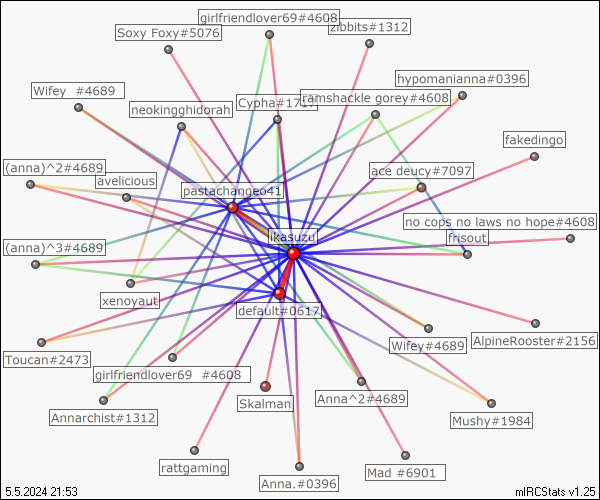 girlfriendlover69#4608
Soxy Foxy#5076
zibbits#1312
hypomanianna#0396
Wifey  #4689
ramshackle gorey#4608
neokingghidorah
fakedingo
(anna)^2#4689
ace deucy#7097
avelicious
pastachangeo41
no cops no laws no hope#4608
ikasuzu
frisout
(anna)^3#4689
xenoyaut
default#0617
AlpineRooster#2156
Wifey#4689
Toucan#2473
girlfriendlover69  #4608
Anna^2#4689
Skalman
Annarchist#1312
Mushy#1984
rattgaming
Mad #6901
Anna.#0396
5.5.2024 21:53
mIRCStats v1.25